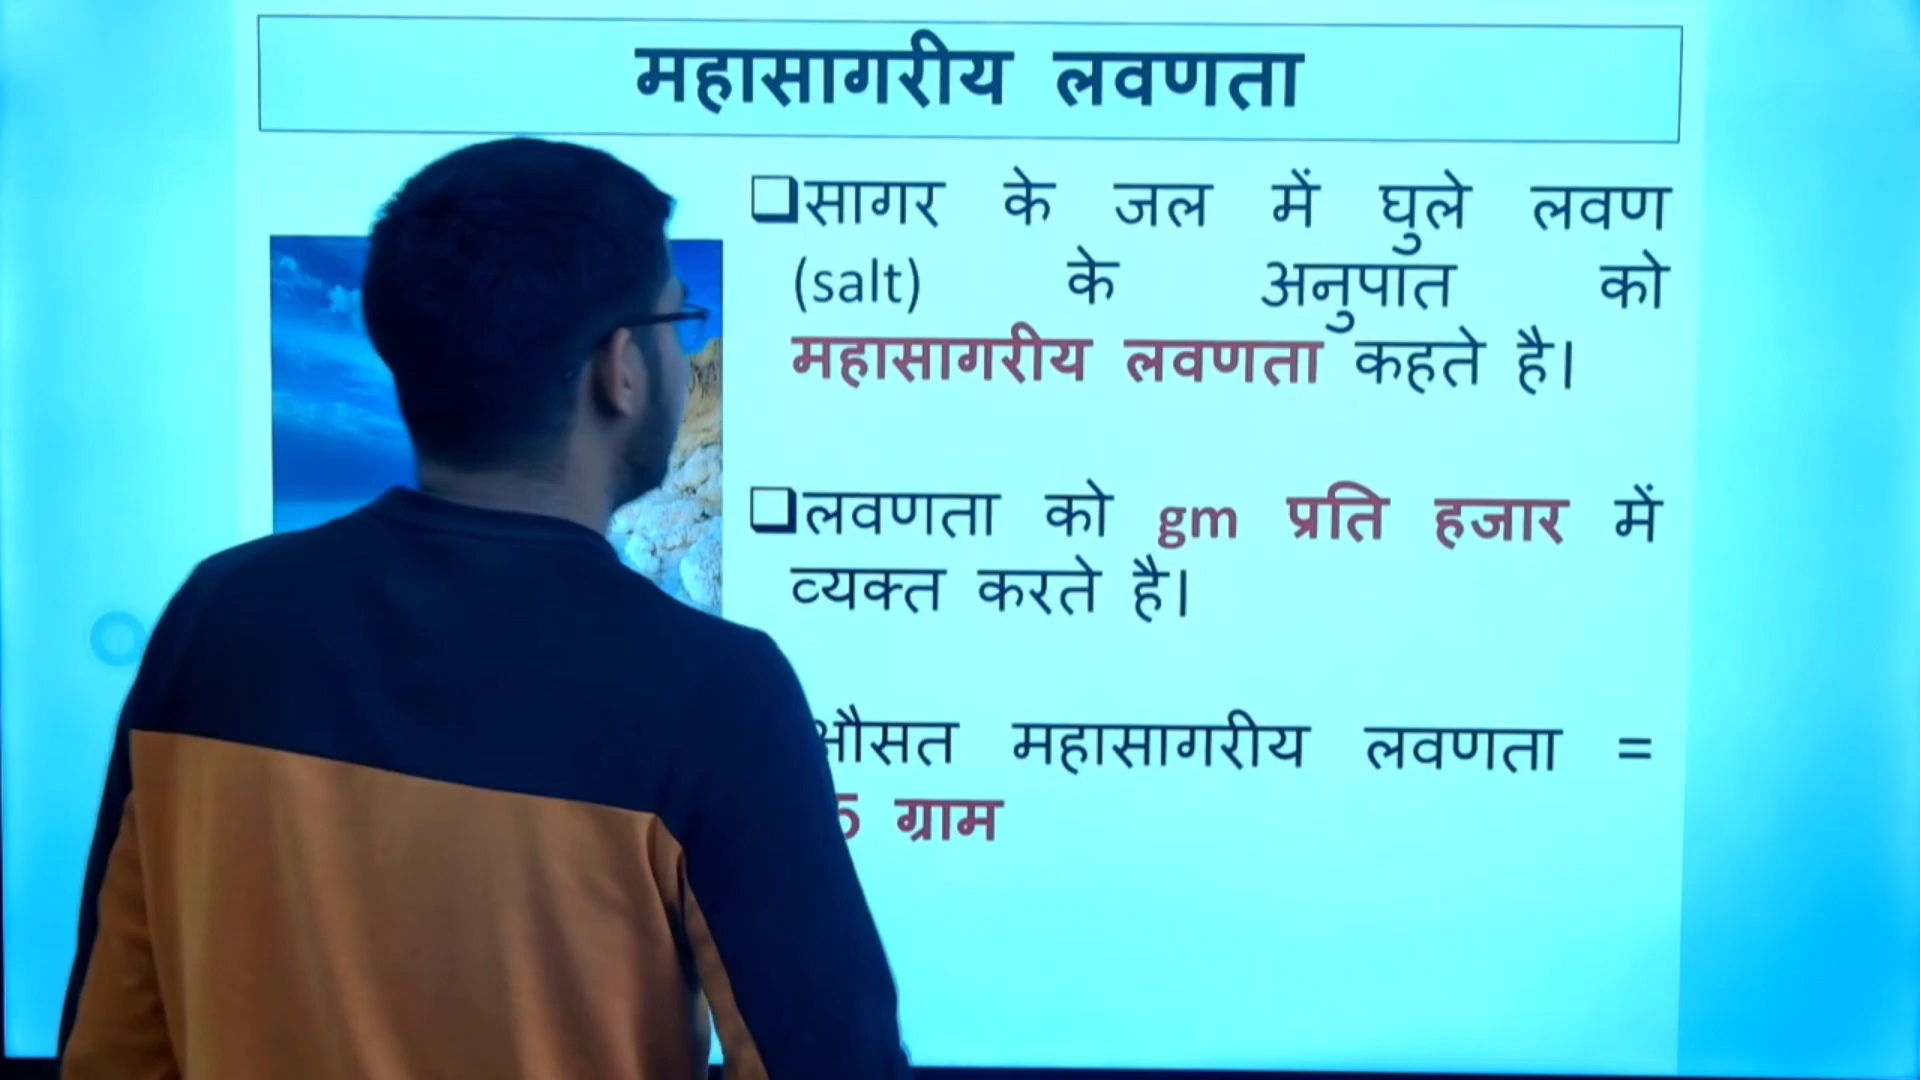 महासागरीय लवणता
❑सागर के जल में घुले लवण
(salt) के अनुपात को
महासागरीय लवणता कहते है।
❑लवणता को gm प्रति हजार में
व्यक्त करते है।
औसत महासागरीय लवणता =
5 ग्राम